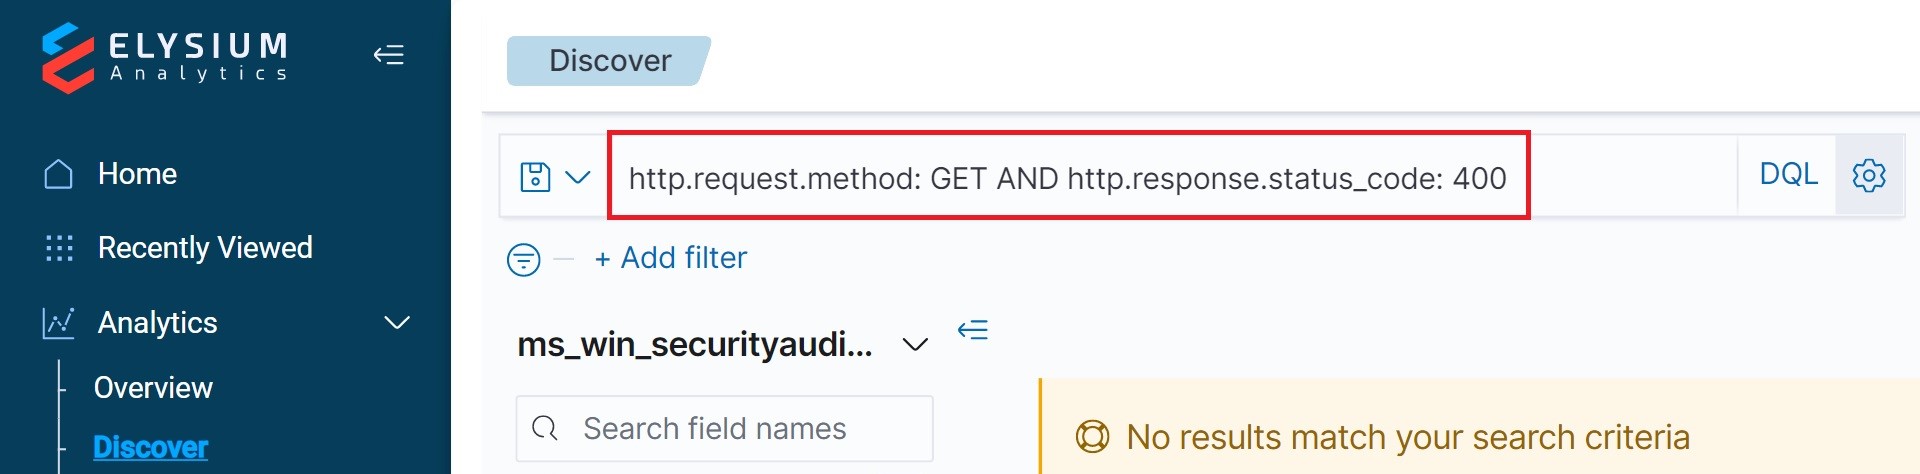 ELYSIUM
Analytics
Home
Recently Viewed
Analytics
Overview
Discover
Discover
http.request.method: GET AND http.response.status_code: 400
DQL
+ Add filter
ms_win_securityaudi...
Search field names
No results match your search criteria